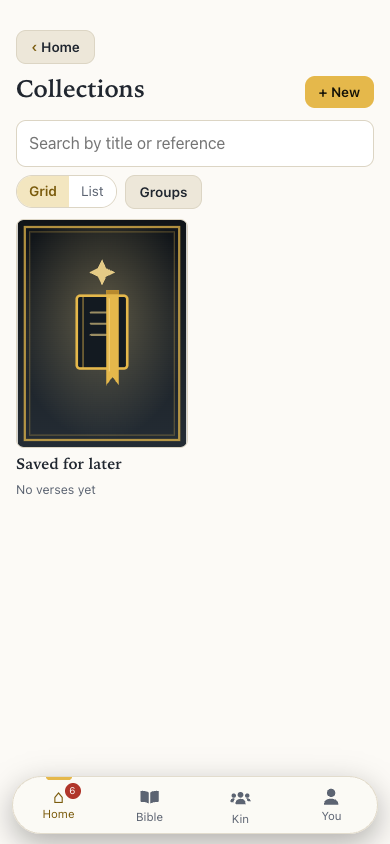 ‹ Home
Collections
+ New
Search by title or reference
Grid
List
Groups
Saved for later
No verses yet
6
Home
Bible
Kin
You